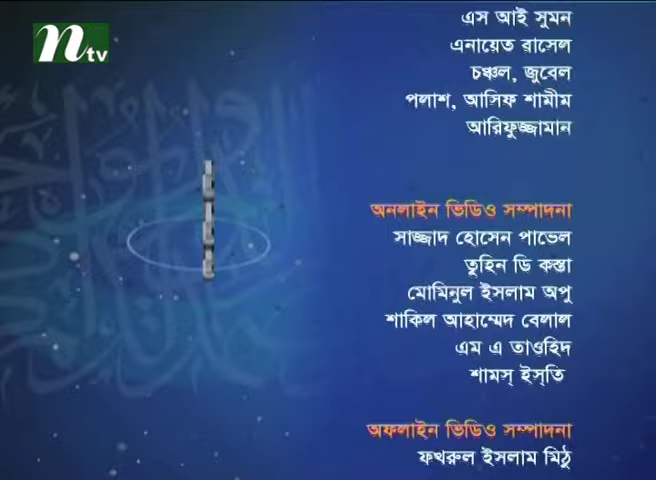 ntv
এস আই সুমন
এনায়েত রাসেল
চঞ্চল, জুবেল
পলাশ, আসিফ শামীম
আরিফুজ্জামান
অনলাইন ভিডিও সম্পাদনা
সাজ্জাদ হোসেন পাভেল
তুহিন ডি কস্তা
মোমিনুল ইসলাম অপু
শাকিল আহাম্মেদ বেলাল
এম এ তাওহিদ
শামস্ ইস্‌তি
অফলাইন ভিডিও সম্পাদনা
ফখরুল ইসলাম মিঠু